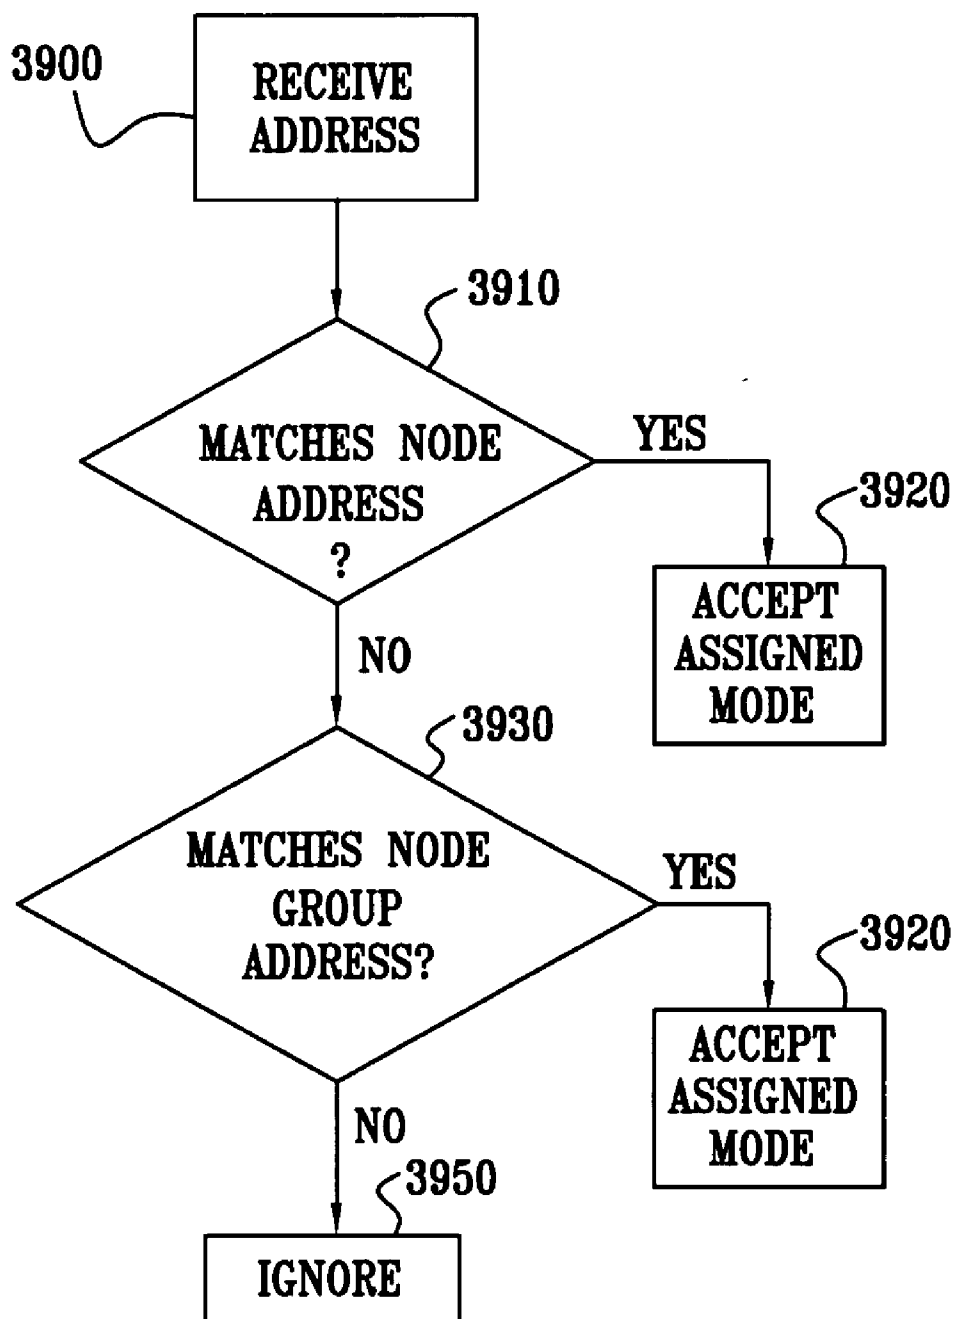 3900
RECEIVE
ADDRESS
3910
MATCHES NODE
ADDRESS
?
YES
3920
ACCEPT
ASSIGNED
MODE
NO
3930
MATCHES NODE
GROUP
ADDRESS?
YES
3920
ACCEPT
ASSIGNED
MODE
NO
3950
IGNORE